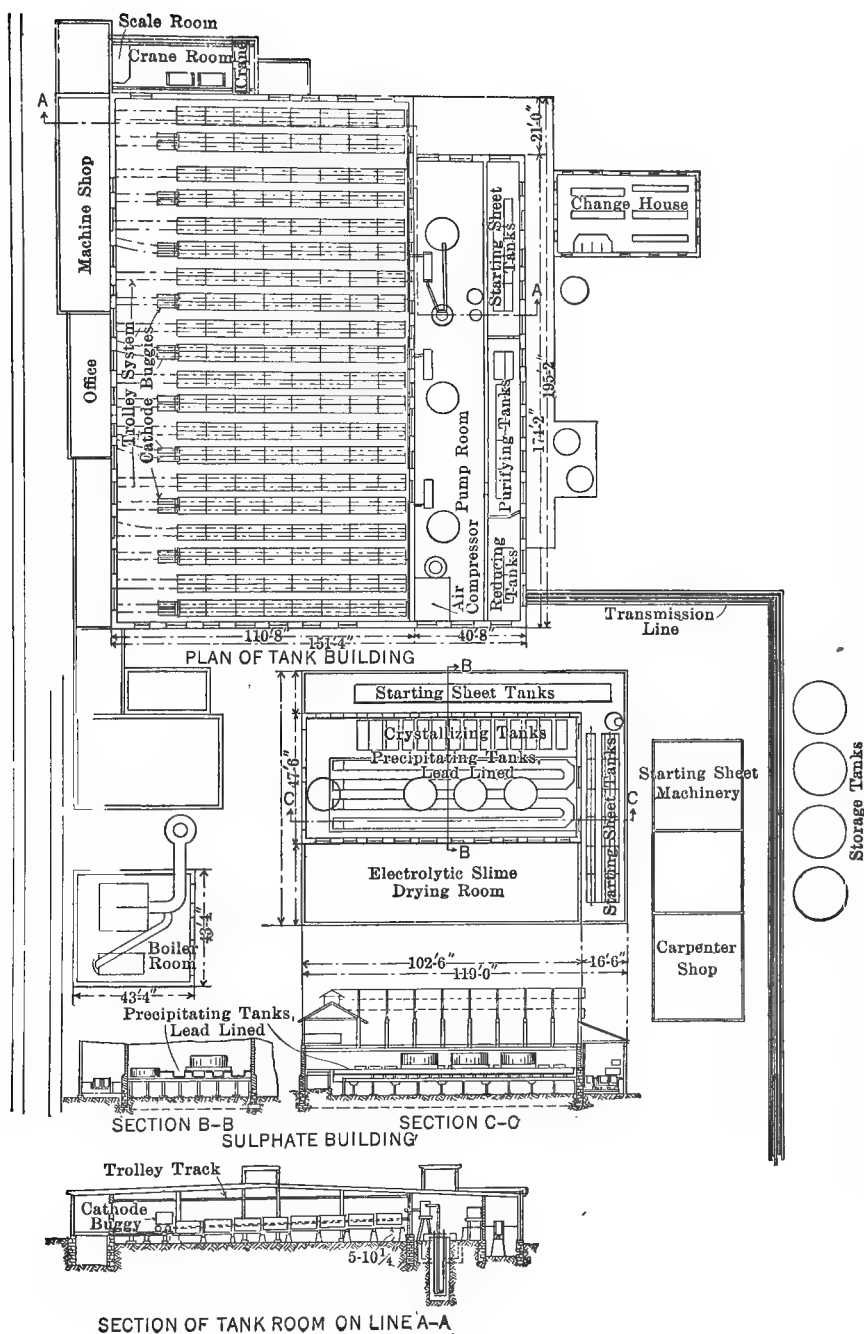 Scale Room
Crane Room
Crane
A
21'-0"
Machine Shop
Change House
Starting Sheet
Tanks
A
Trolley System
Cathode Buggies
Office
195'-2"
174'-2"
Pump Room
Purifying Tanks
Air
Compressor
Reducing
Tanks
Transmission
Line
110'-8"
40'-8"
151'-4"
PLAN OF TANK BUILDING
B
Starting Sheet Tanks
Crystallizing Tanks
Precipitating Tanks,
Lead Lined
47'-6"
Starting Sheet Tanks
C
C
B
Electrolytic Slime
Drying Room
Starting Sheet
Machinery
Storage Tanks
Carpenter
Shop
Boiler
Room
43'-4"
43'-4"
102'-6"
16'-6"
119'-0"
Precipitating Tanks,
Lead Lined
SECTION B-B
SECTION C-C
SULPHATE BUILDING
Trolley Track
Cathode
Buggy
5-10 1/4"
SECTION OF TANK ROOM ON LINE A-A